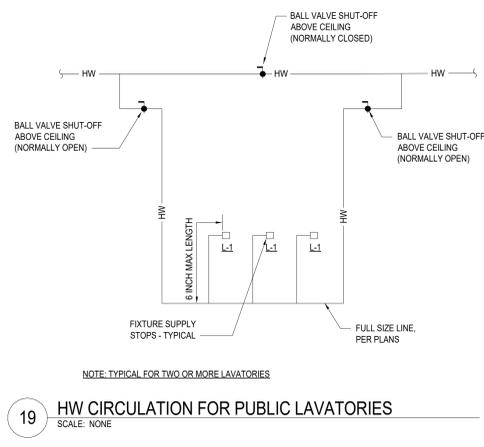 BALL VALVE SHUT-OFF
ABOVE CEILING
(NORMALLY CLOSED)
HW
HW
HW
BALL VALVE SHUT-OFF
ABOVE CEILING
(NORMALLY OPEN)
BALL VALVE SHUT-OFF
ABOVE CEILING
(NORMALLY OPEN)
HW
HW
6 INCH MAX LENGTH
L-1
L-1
L-1
FIXTURE SUPPLY
STOPS - TYPICAL
FULL SIZE LINE,
PER PLANS
NOTE: TYPICAL FOR TWO OR MORE LAVATORIES
19
HW CIRCULATION FOR PUBLIC LAVATORIES
SCALE: NONE